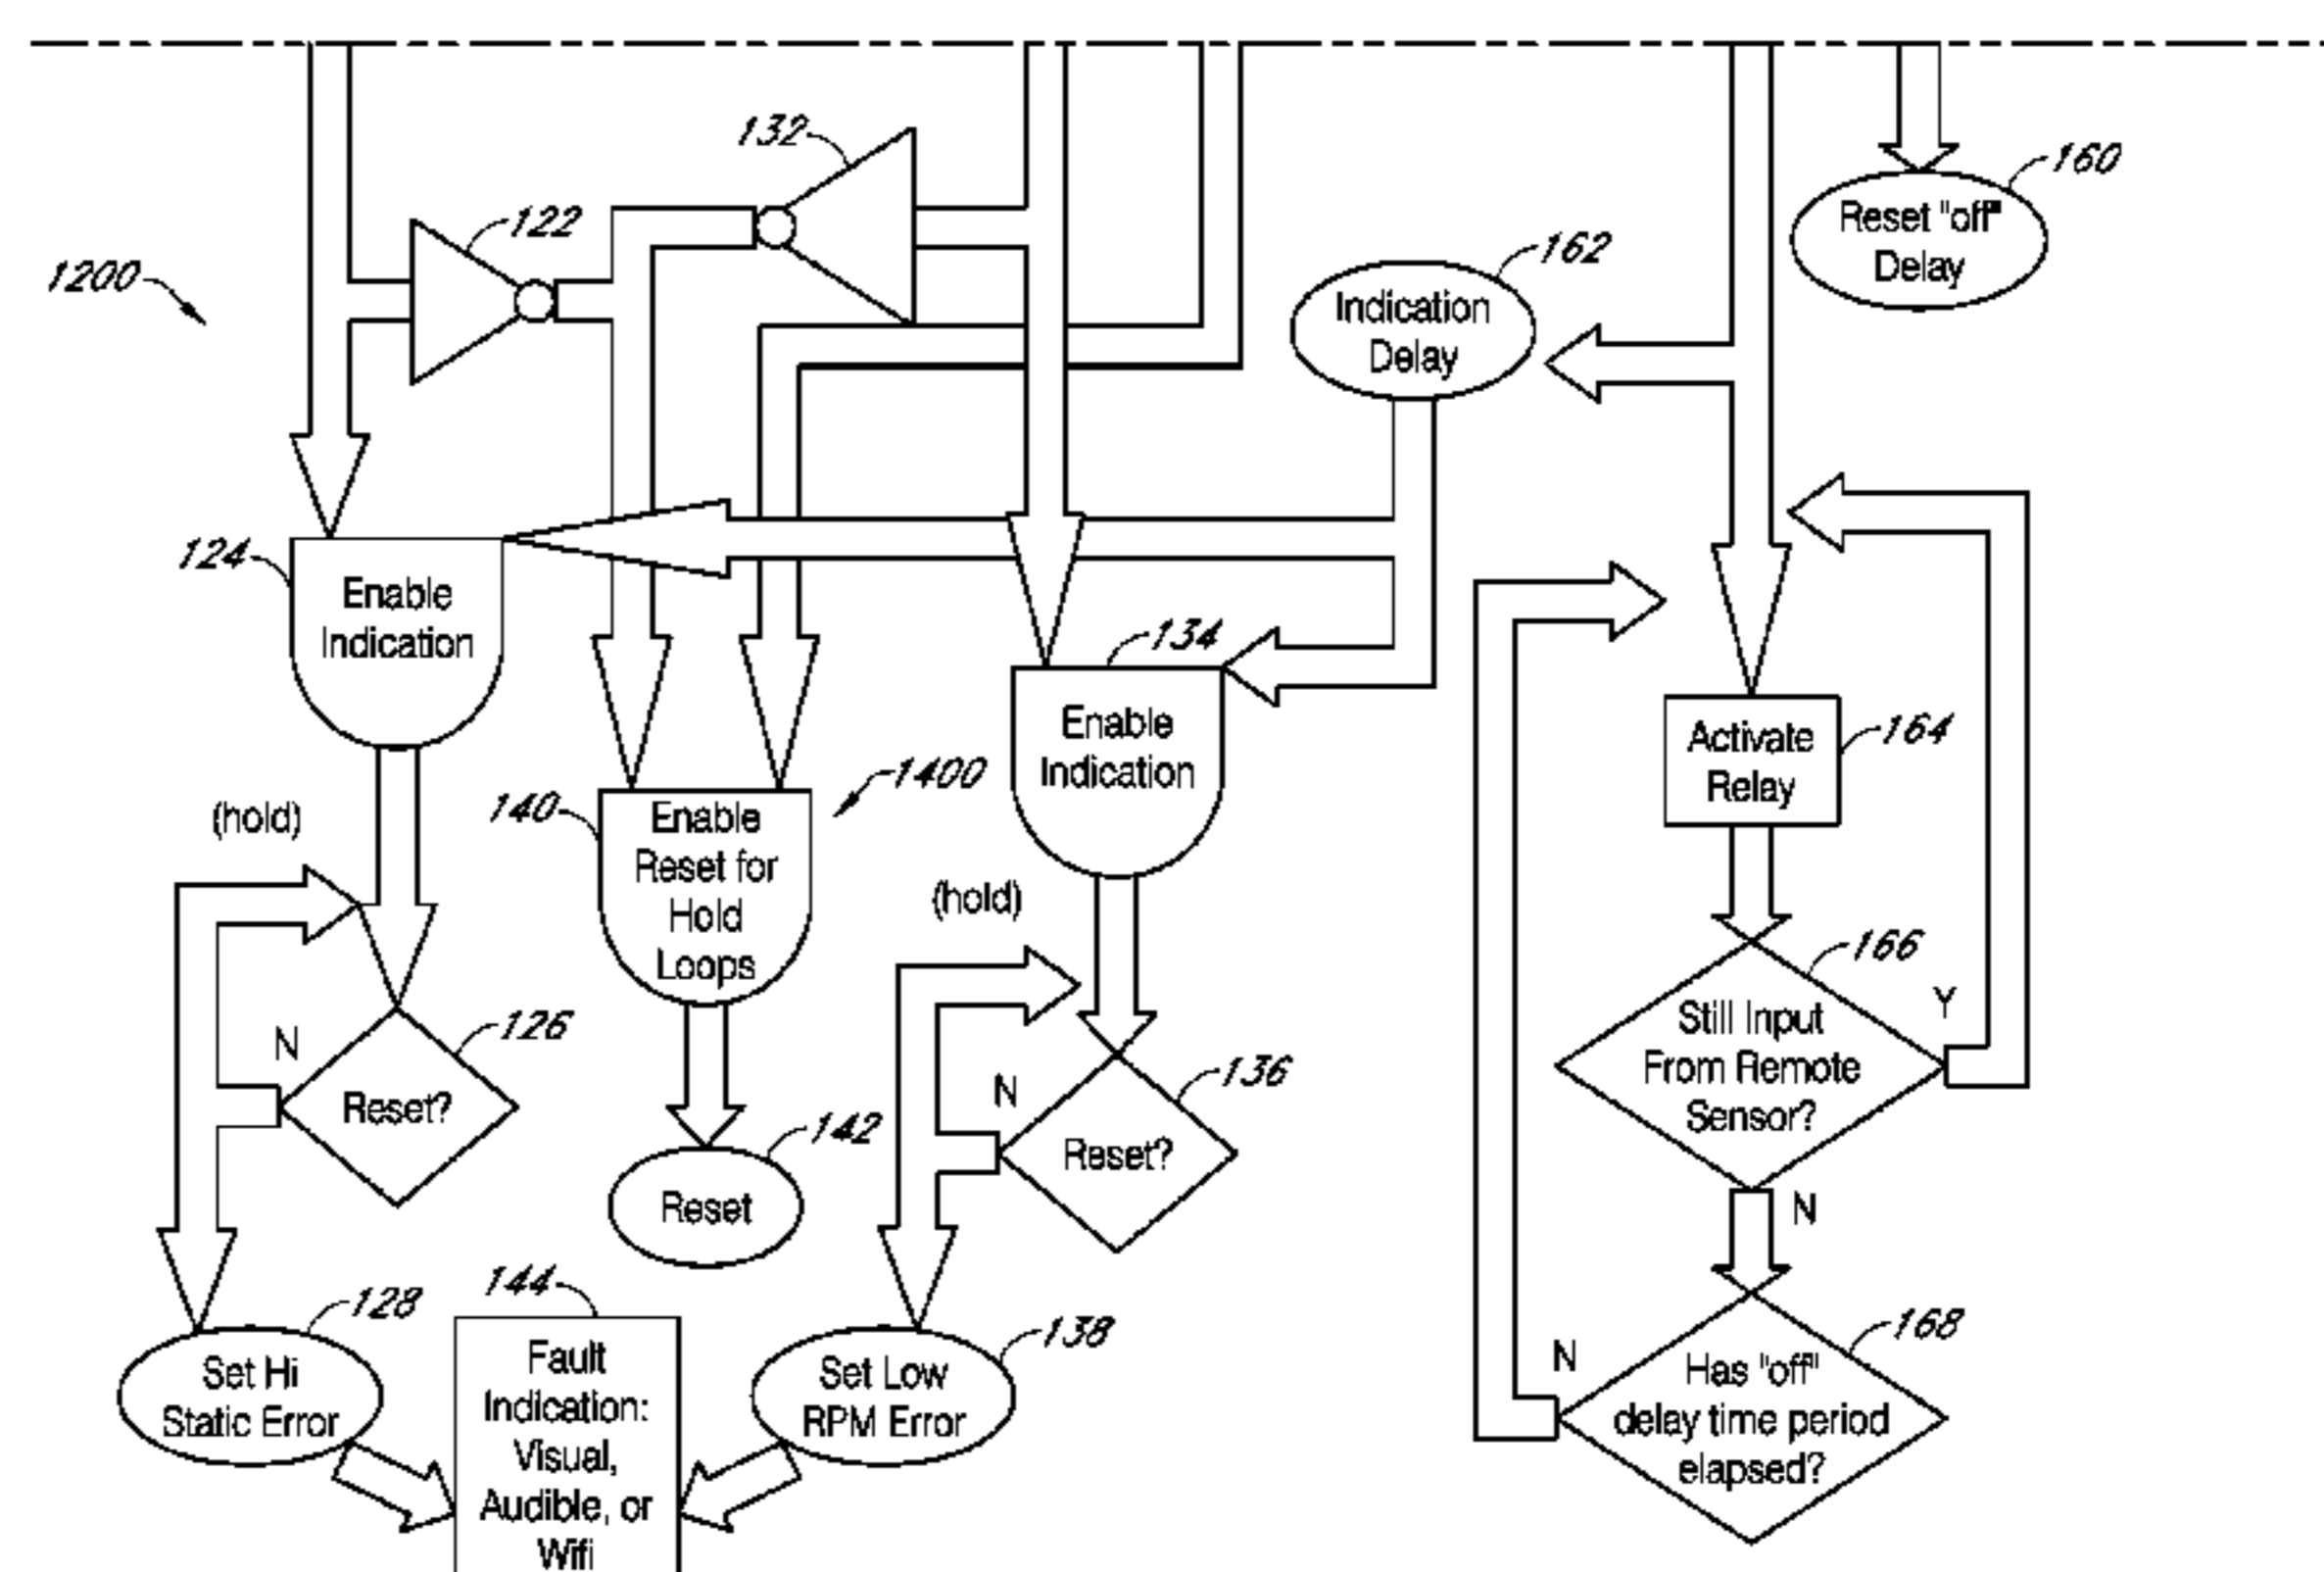 132
160
Reset "off"
Delay
122
162
1200
Indication
Delay
124
Enable
Indication
134
Enable
Indication
Activate
Relay
164
1400
(hold)
140
Enable
Reset for
Hold
Loops
(hold)
166
Still Input
From Remote
Sensor?
Y
N
126
N
Reset?
136
N
Reset?
142
Reset
144
128
Set Hi
Static Error
Fault
Indication:
Visual,
Audible, or
Wifi
138
Set Low
RPM Error
168
N
Has "off"
delay time period
elapsed?